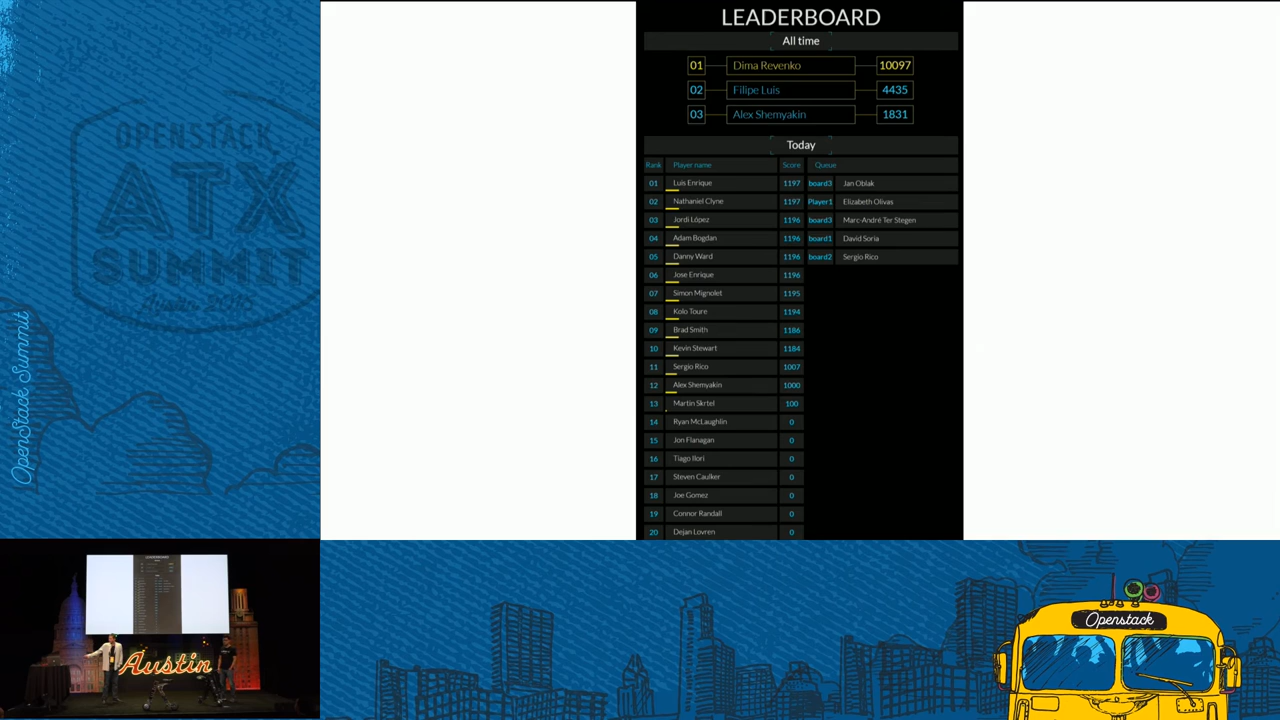 LEADERBOARD
All time
01 Dima Revenko 10097
02 Filipe Luis 4435
03 Alex Shemyakin 1831
Today
Rank Player name Score Queue
01 Luis Enrique 1197 board3 Jan Oblak
02 Nathaniel Clyne 1197 Player1 Elizabeth Olivas
03 Jordi López 1196 board3 Marc-André Ter Stegen
04 Adam Bogdan 1196 board1 David Soria
05 Danny Ward 1196 board2 Sergio Rico
06 Jose Enrique 1196
07 Simon Mignolet 1195
08 Kolo Toure 1194
09 Brad Smith 1186
10 Kevin Stewart 1184
11 Sergio Rico 1007
12 Alex Shemyakin 1000
13 Martin Skrtel 100
14 Ryan McLaughlin 0
15 Jon Flanagan 0
16 Tiago Ilori 0
17 Steven Caulker 0
18 Joe Gomez 0
19 Connor Randall 0
20 Dejan Lovren 0
OPENSTACK
OpenStack Summit
Austin
Openstack